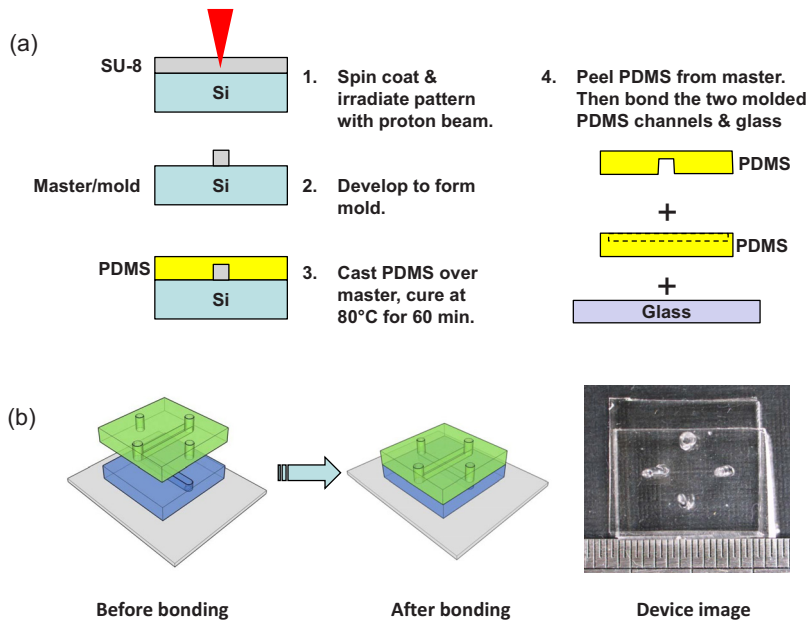 (a)
SU-8
Si
1. Spin coat &
irradiate pattern
with proton beam.
Master/mold
Si
2. Develop to form
mold.
PDMS
Si
3. Cast PDMS over
master, cure at
80°C for 60 min.
4. Peel PDMS from master.
Then bond the two molded
PDMS channels & glass
PDMS
+
PDMS
+
Glass
(b)
Before bonding
After bonding
Device image